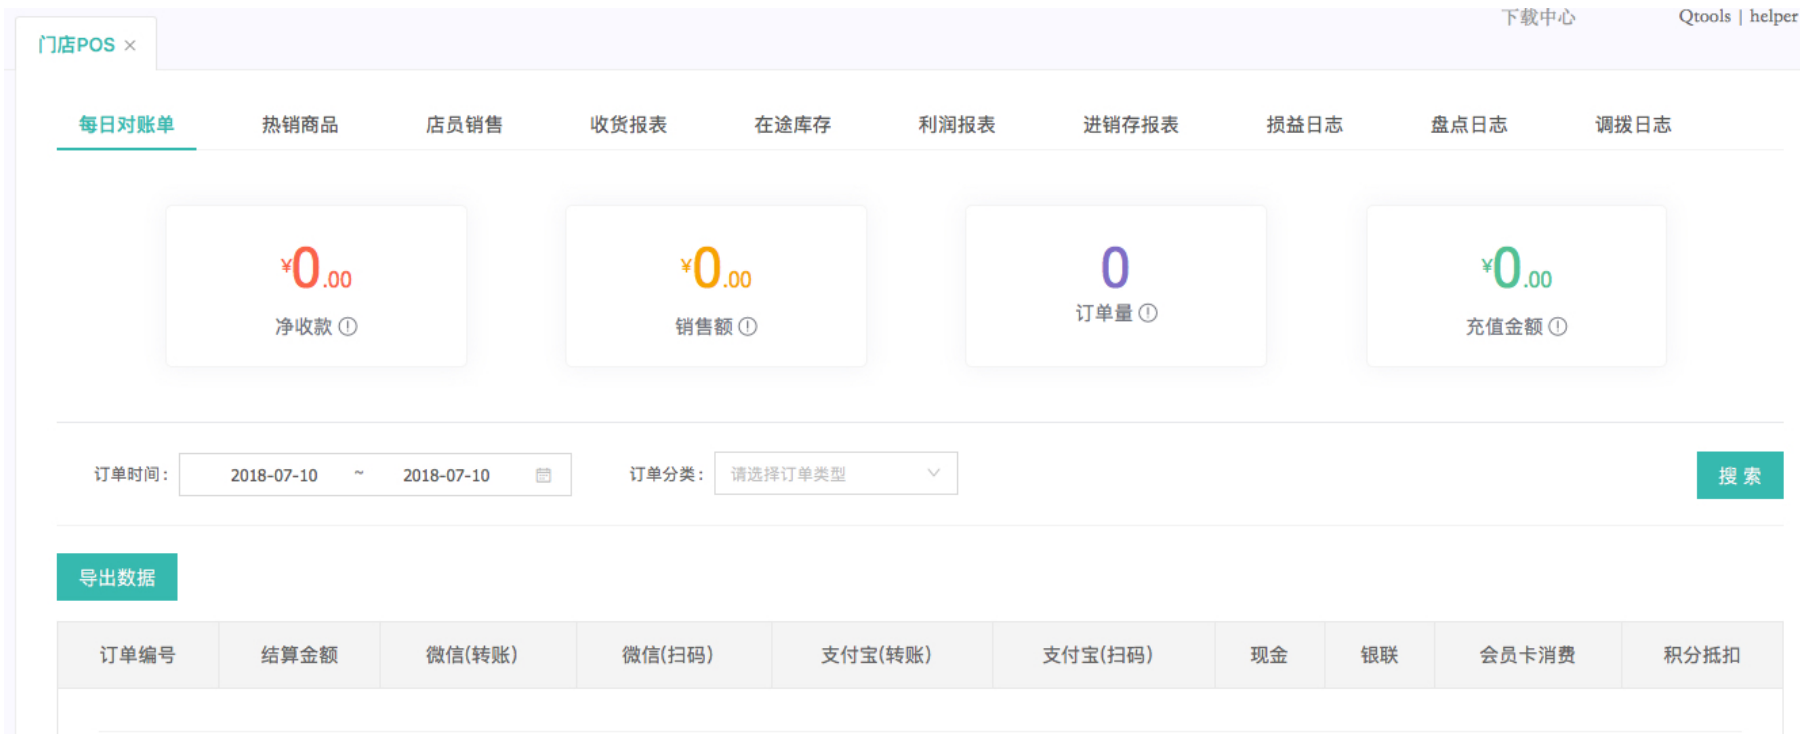 下载中心 Qtools | helper
门店POS ×
每日对账单 热销商品 店员销售 收货报表 在途库存 利润报表 进销存报表 损益日志 盘点日志 调拨日志
¥0.00 ¥0.00 0 ¥0.00
净收款 销售额 订单量 充值金额
订单时间: 2018-07-10 ~ 2018-07-10 订单分类: 请选择订单类型 搜 索
导出数据
订单编号 结算金额 微信(转账) 微信(扫码) 支付宝(转账) 支付宝(扫码) 现金 银联 会员卡消费 积分抵扣